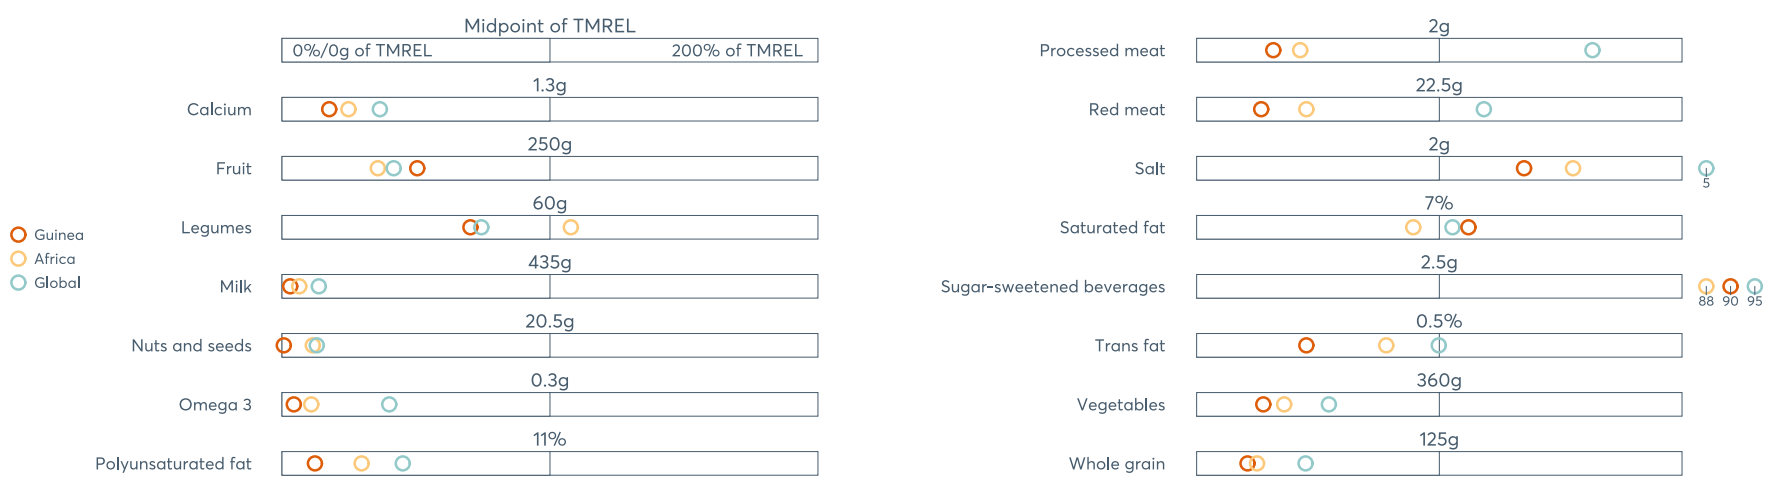 Midpoint of TMREL
0%/0g of TMREL
200% of TMREL
1.3g
Calcium
250g
Fruit
60g
Legumes
435g
Milk
20.5g
Nuts and seeds
0.3g
Omega 3
11%
Polyunsaturated fat
Guinea
Africa
Global
2g
Processed meat
22.5g
Red meat
2g
Salt
5
7%
Saturated fat
2.5g
Sugar-sweetened beverages
88 90 95
0.5%
Trans fat
360g
Vegetables
125g
Whole grain